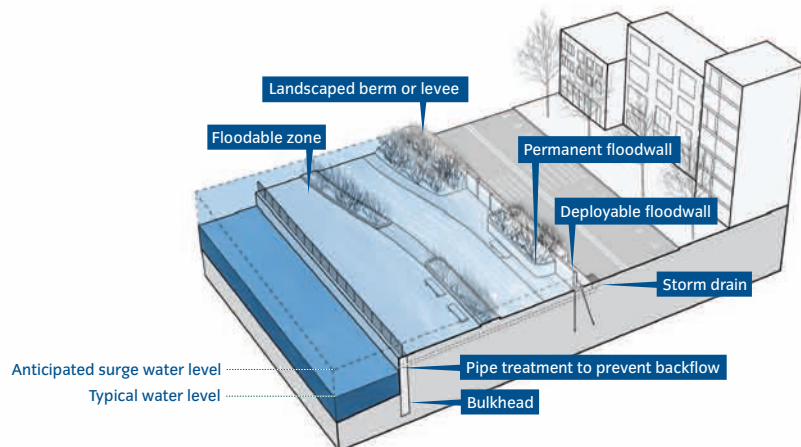 Landscaped berm or levee
Floodable zone
Permanent floodwall
Deployable floodwall
Storm drain
Anticipated surge water level
Pipe treatment to prevent backflow
Typical water level
Bulkhead